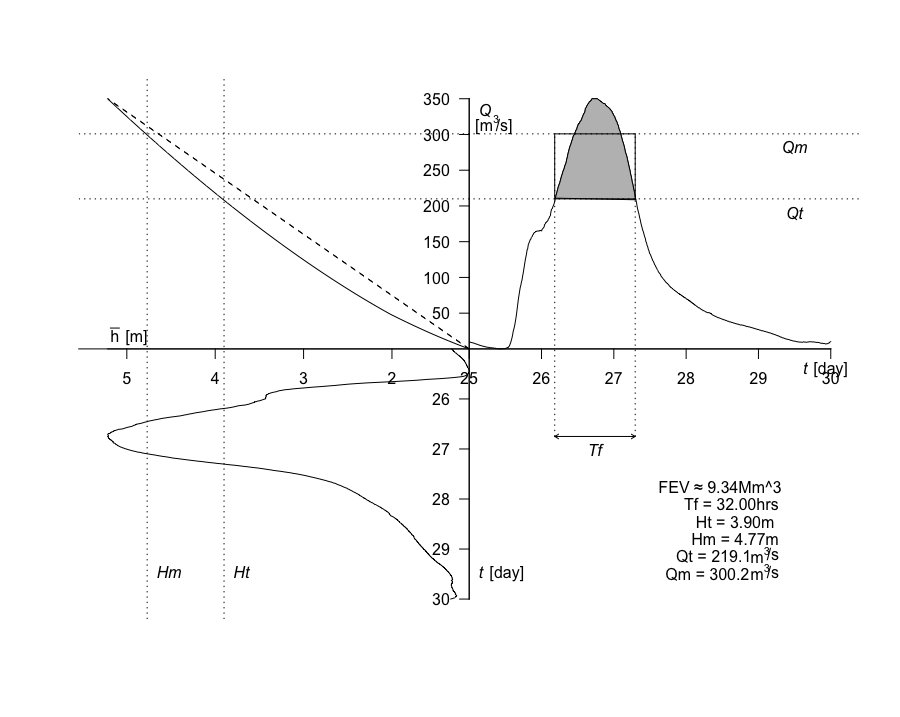 350
Q
[m³/s]
300
Qm
250
200
Qt
150
100
50
h̅ [m]
5 4 3 2 25 26 27 28 29 30
t [day]
26
27
28
29
30
Tf
FEV ≈ 9.34Mm^3
Tf = 32.00hrs
Ht = 3.90m
Hm = 4.77m
Qt = 219.1m³/s
Qm = 300.2m³/s
Hm Ht t [day]